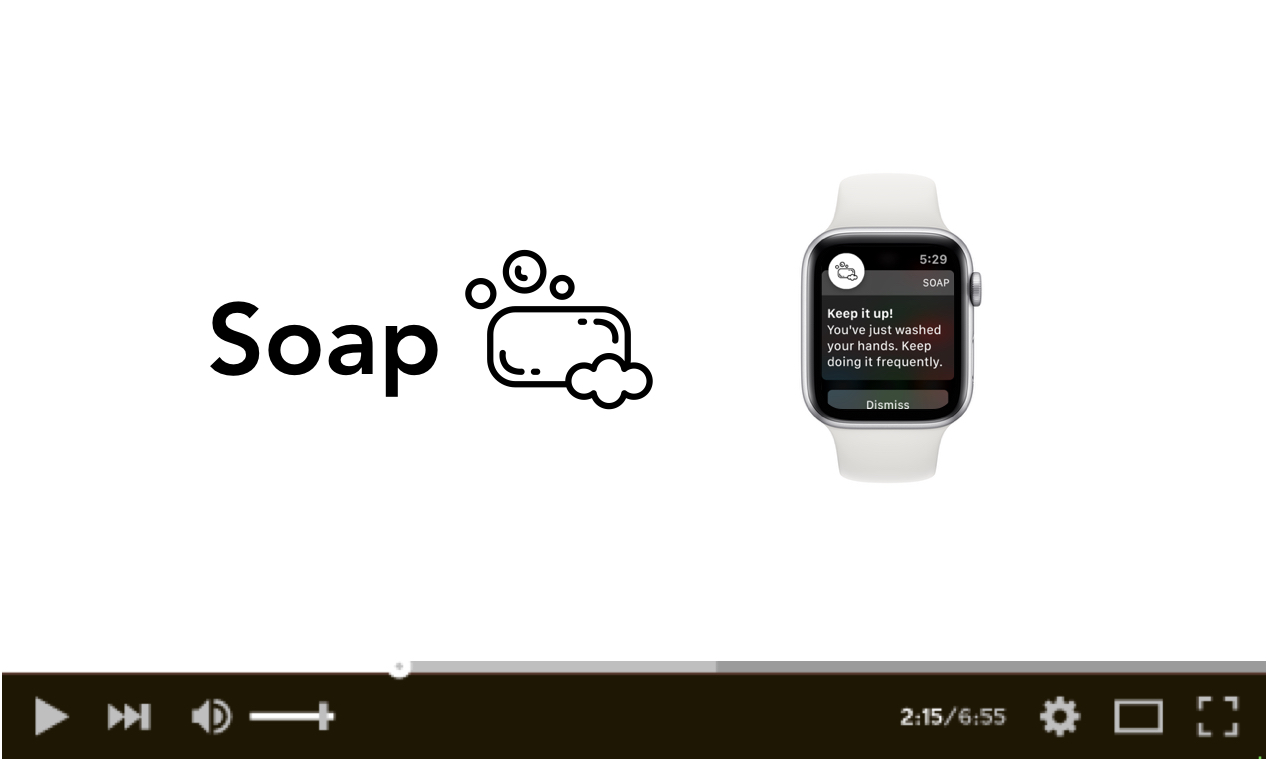 Soap
5:29
SOAP
Keep it up!
You've just washed
your hands. Keep
doing it frequently.
Dismiss
2:15/6:55